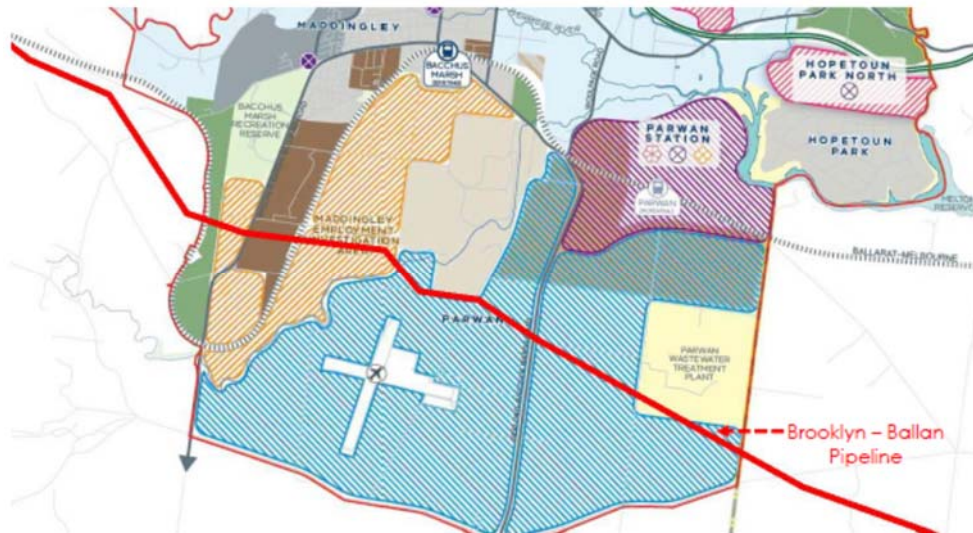 MADDINGLEY
BACCHUS
MARSH
BACCHUS
MARSH
RECREATION
RESERVE
HOPETOUN
PARK NORTH
HOPETOUN
PARK
PARWAN
STATION
PARWAN
MADDINGLEY
EMPLOYMENT
INVESTIGATION
BALLARAT-MELBOURNE
PARWAN
PARWAN
WASTEWATER
TREATMENT
PLANT
Brooklyn – Ballan
Pipeline